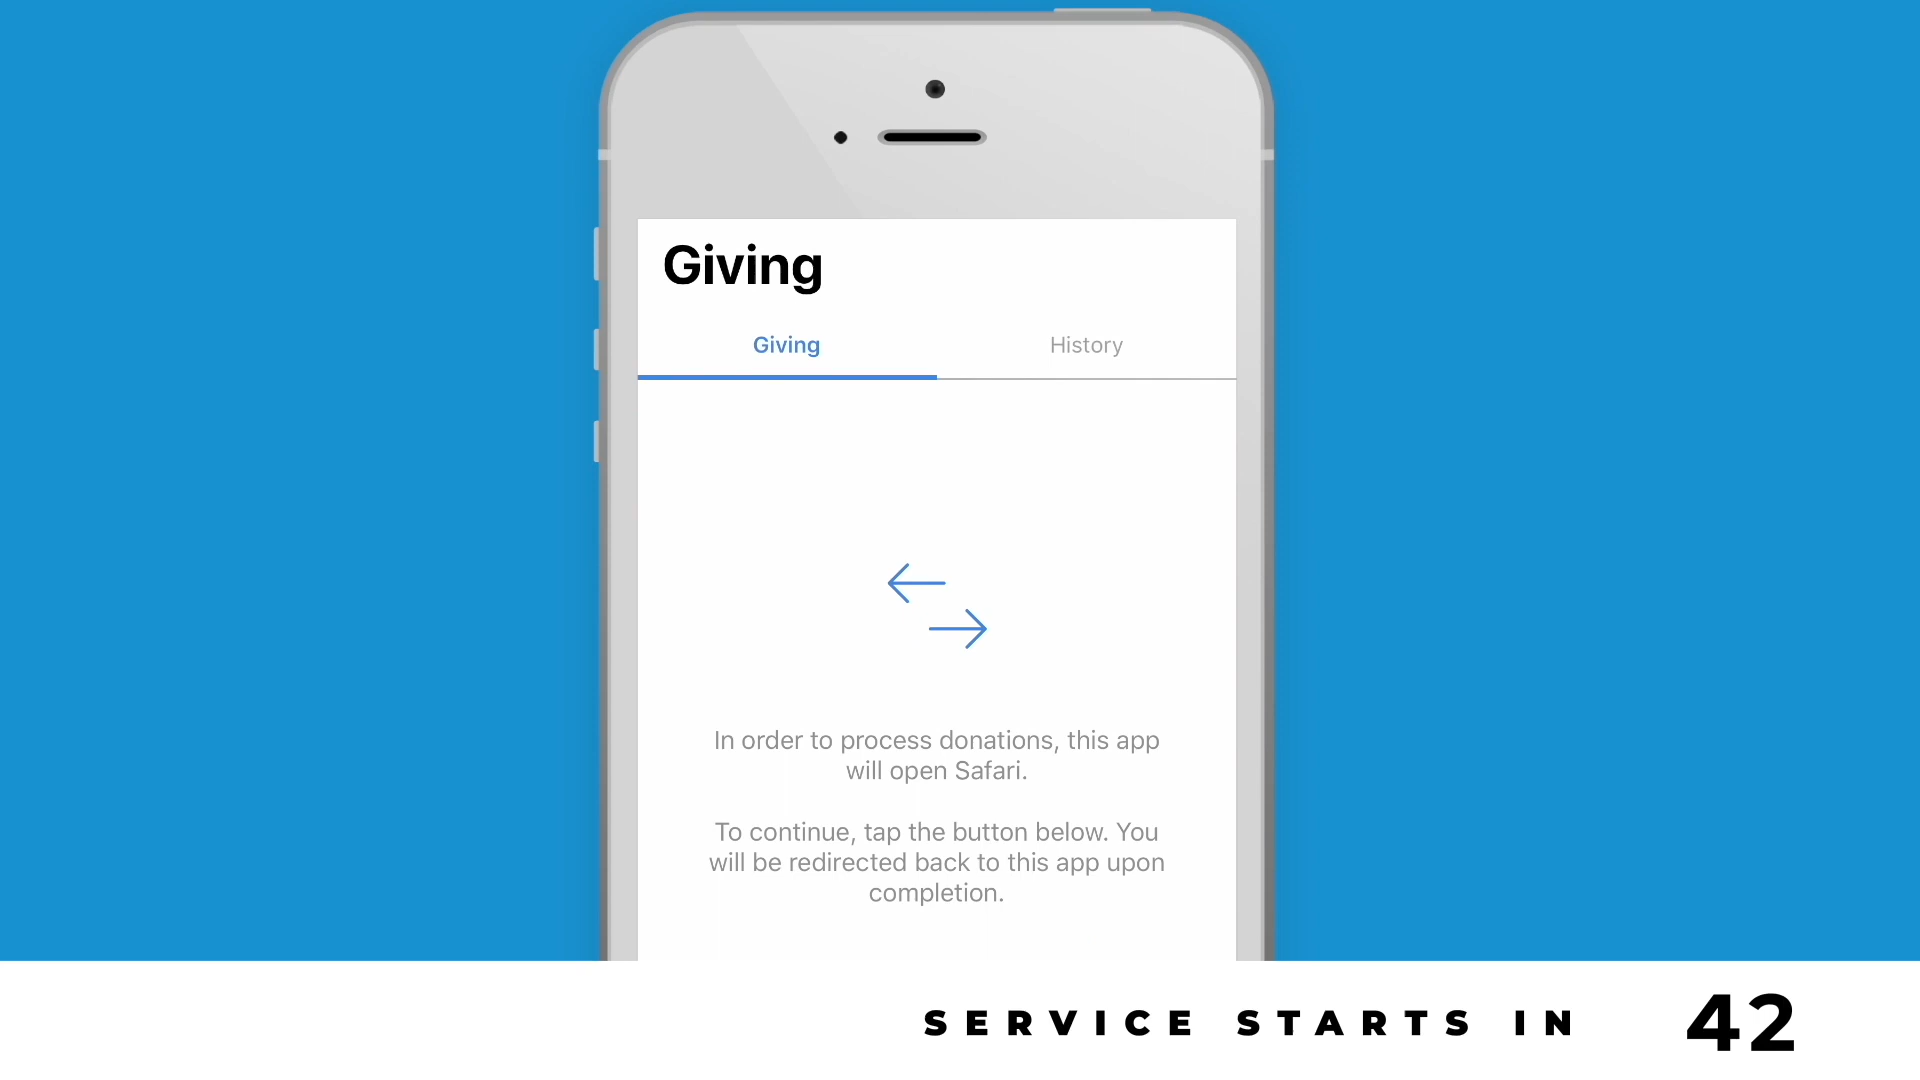 Giving
Giving
History
In order to process donations, this app
will open Safari.
To continue, tap the button below. You
will be redirected back to this app upon
completion.
SERVICE STARTS IN 42